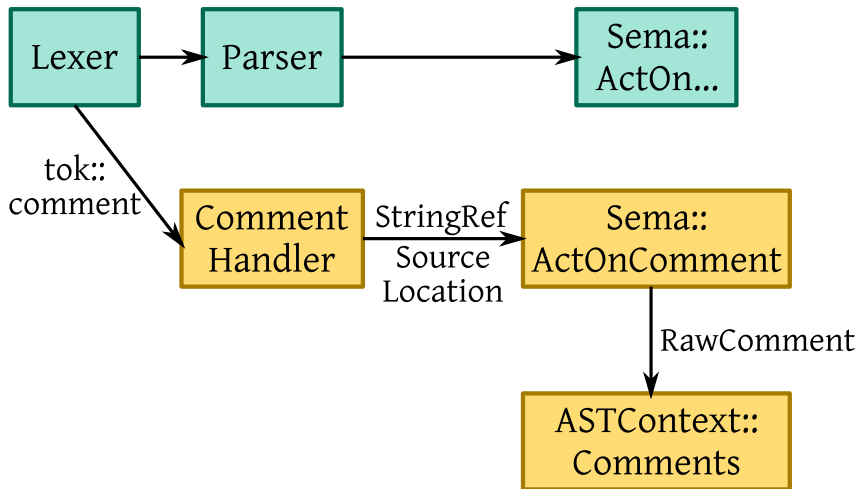 Lexer
Parser
Sema::
ActOn...
tok::
comment
Comment
Handler
StringRef
Source
Location
Sema::
ActOnComment
RawComment
ASTContext::
Comments